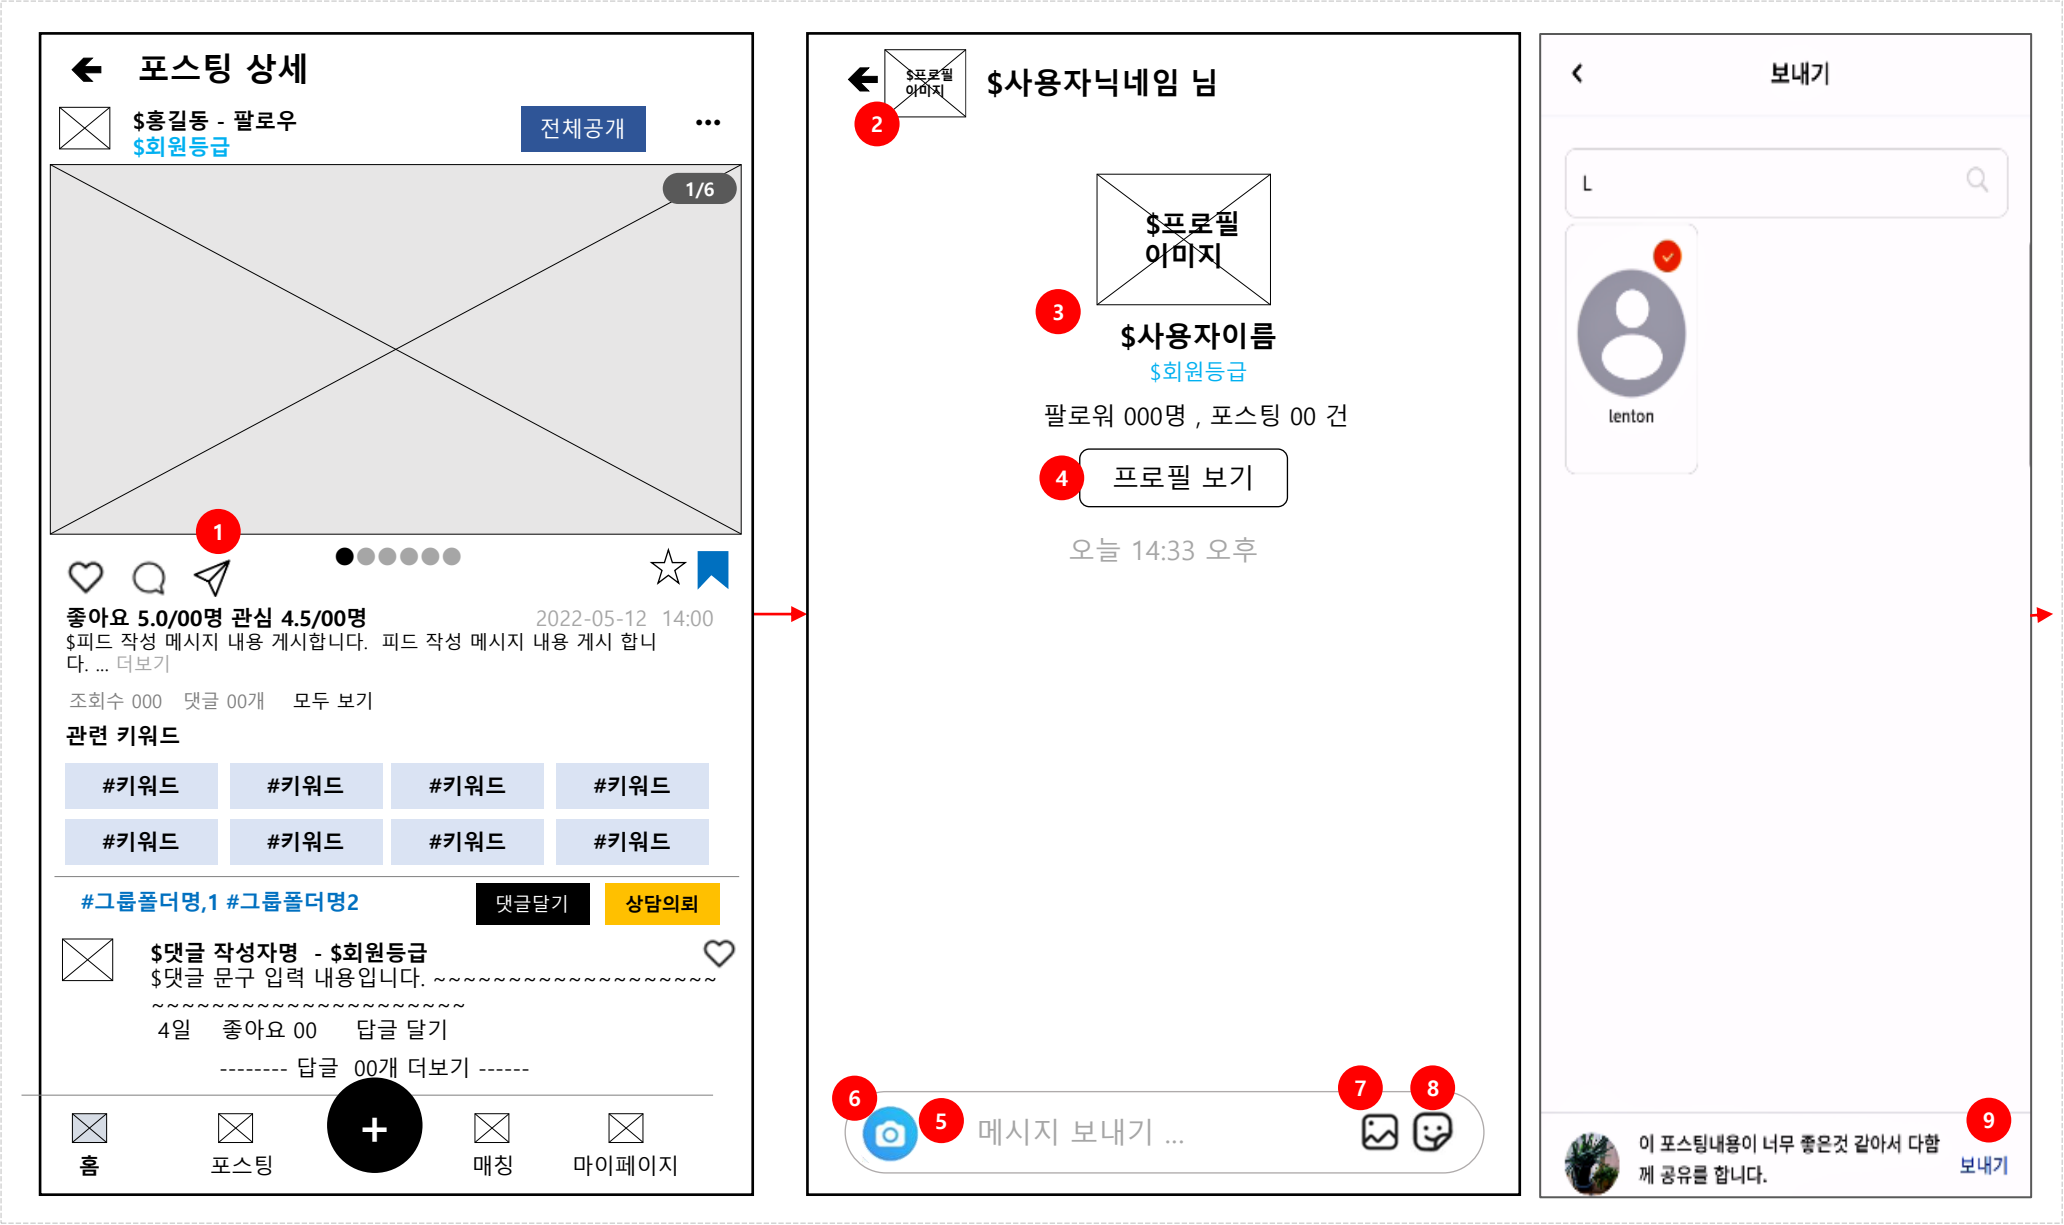 포스팅 상세
$홍길동 - 팔로우
$회원등급
전체공개
1/6
1
좋아요 5.0/00명 관심 4.5/00명
2022-05-12 14:00
$피드 작성 메시지 내용 게시합니다. 피드 작성 메시지 내용 게시 합니
다. ... 더보기
조회수 000 댓글 00개 모두 보기
관련 키워드
#키워드 #키워드 #키워드 #키워드
#키워드 #키워드 #키워드 #키워드
#그룹폴더명,1 #그룹폴더명2
댓글달기
상담의뢰
$댓글 작성자명 - $회원등급
$댓글 문구 입력 내용입니다. ~~~~~~~~~~~~~~~~~~~
~~~~~~~~~~~~~~~~~~~~~
4일 좋아요 00 답글 달기
-------- 답글 00개 더보기 ------
+
홈 포스팅 매칭 마이페이지
$프로필
이미지
$사용자닉네임 님
2
$프로필
이미지
3
$사용자이름
$회원등급
팔로워 000명 , 포스팅 00 건
4
프로필 보기
오늘 14:33 오후
6
5
메시지 보내기 ...
7
8
보내기
L
lenton
9
이 포스팅내용이 너무 좋은것 같아서 다함
께 공유를 합니다.
보내기